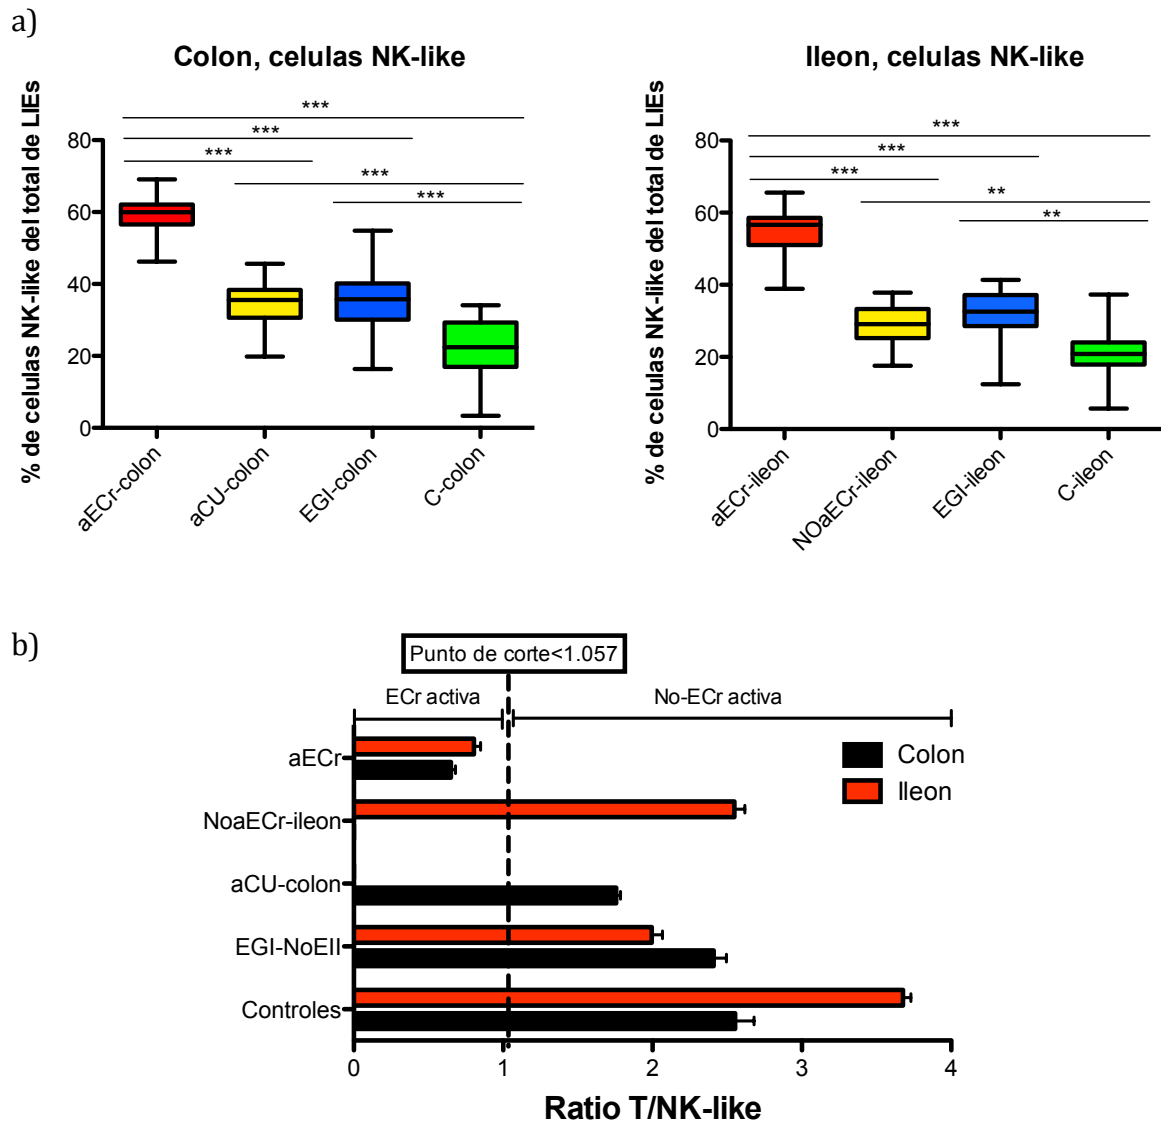 a)
Colon, celulas NK-like
% de celulas NK-like del total de LIEs
***
***
***
***
***
80
60
40
20
0
aECr-colon
aCU-colon
EGI-colon
C-colon
Ileon, celulas NK-like
% de celulas NK-like del total de LIEs
***
***
***
**
**
80
60
40
20
0
aECr-ileon
NOaECr-ileon
EGI-ileon
C-ileon
b)
Punto de corte<1.057
ECr activa
No-ECr activa
Colon
Ileon
aECr
NoaECr-ileon
aCU-colon
EGI-NoEII
Controles
0 1 2 3 4
Ratio T/NK-like